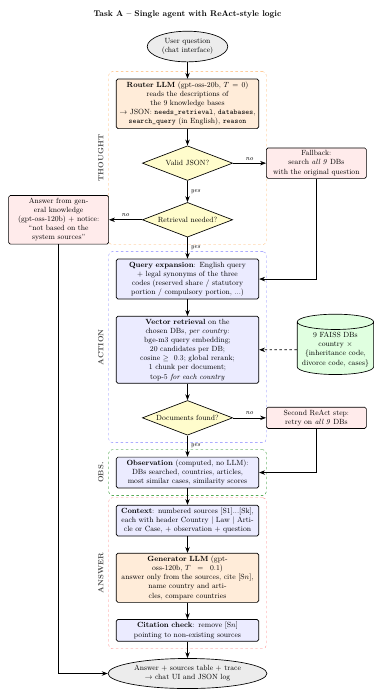 Task A – Single agent with ReAct-style logic
User question
(chat interface)
Router LLM (gpt-oss-20b, T = 0)
reads the descriptions of
the 9 knowledge bases
→ JSON: needs_retrieval, databases,
search_query (in English), reason
THOUGHT
Valid JSON?
no
Fallback:
search all 9 DBs
with the original question
yes
Retrieval needed?
no
Answer from gen-
eral knowledge
(gpt-oss-120b) + notice:
“not based on the
system sources”
yes
Query expansion: English query
+ legal synonyms of the three
codes (reserved share / statutory
portion / compulsory portion, ...)
ACTION
Vector retrieval on the
chosen DBs, per country:
bge-m3 query embedding;
20 candidates per DB;
cosine ≥ 0.3; global rerank;
1 chunk per document;
top-5 for each country
9 FAISS DBs
country ×
{inheritance code,
divorce code, cases}
Documents found?
no
Second ReAct step:
retry on all 9 DBs
yes
OBS.
Observation (computed, no LLM):
DBs searched, countries, articles,
most similar cases, similarity scores
Context: numbered sources [S1]...[Sk],
each with header Country | Law | Arti-
cle or Case, + observation + question
ANSWER
Generator LLM (gpt-
oss-120b, T = 0.1)
answer only from the sources, cite [Sn],
name country and arti-
cles, compare countries
Citation check: remove [Sn]
pointing to non-existing sources
Answer + sources table + trace
→ chat UI and JSON log